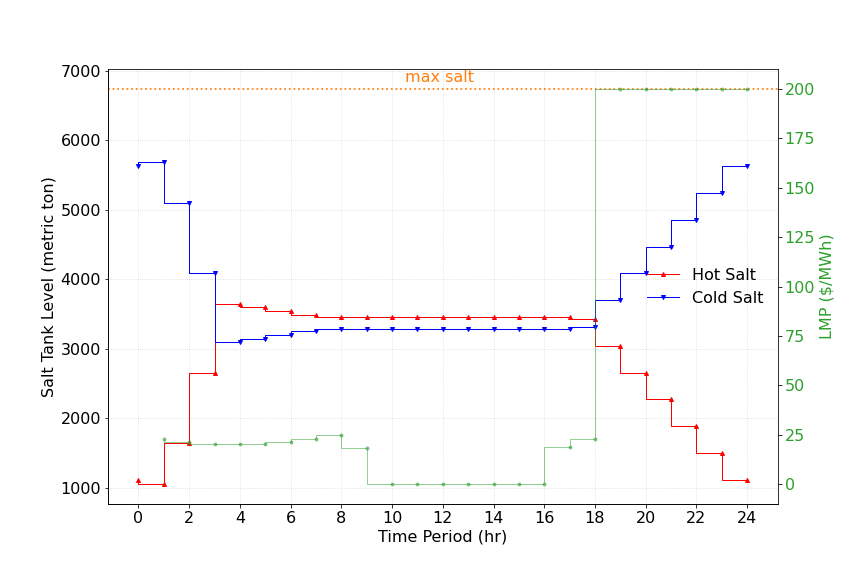 max salt
7000
6000
5000
4000
3000
2000
1000
Salt Tank Level (metric ton)
200
175
150
125
100
75
50
25
0
LMP ($/MWh)
Hot Salt
Cold Salt
0 2 4 6 8 10 12 14 16 18 20 22 24
Time Period (hr)